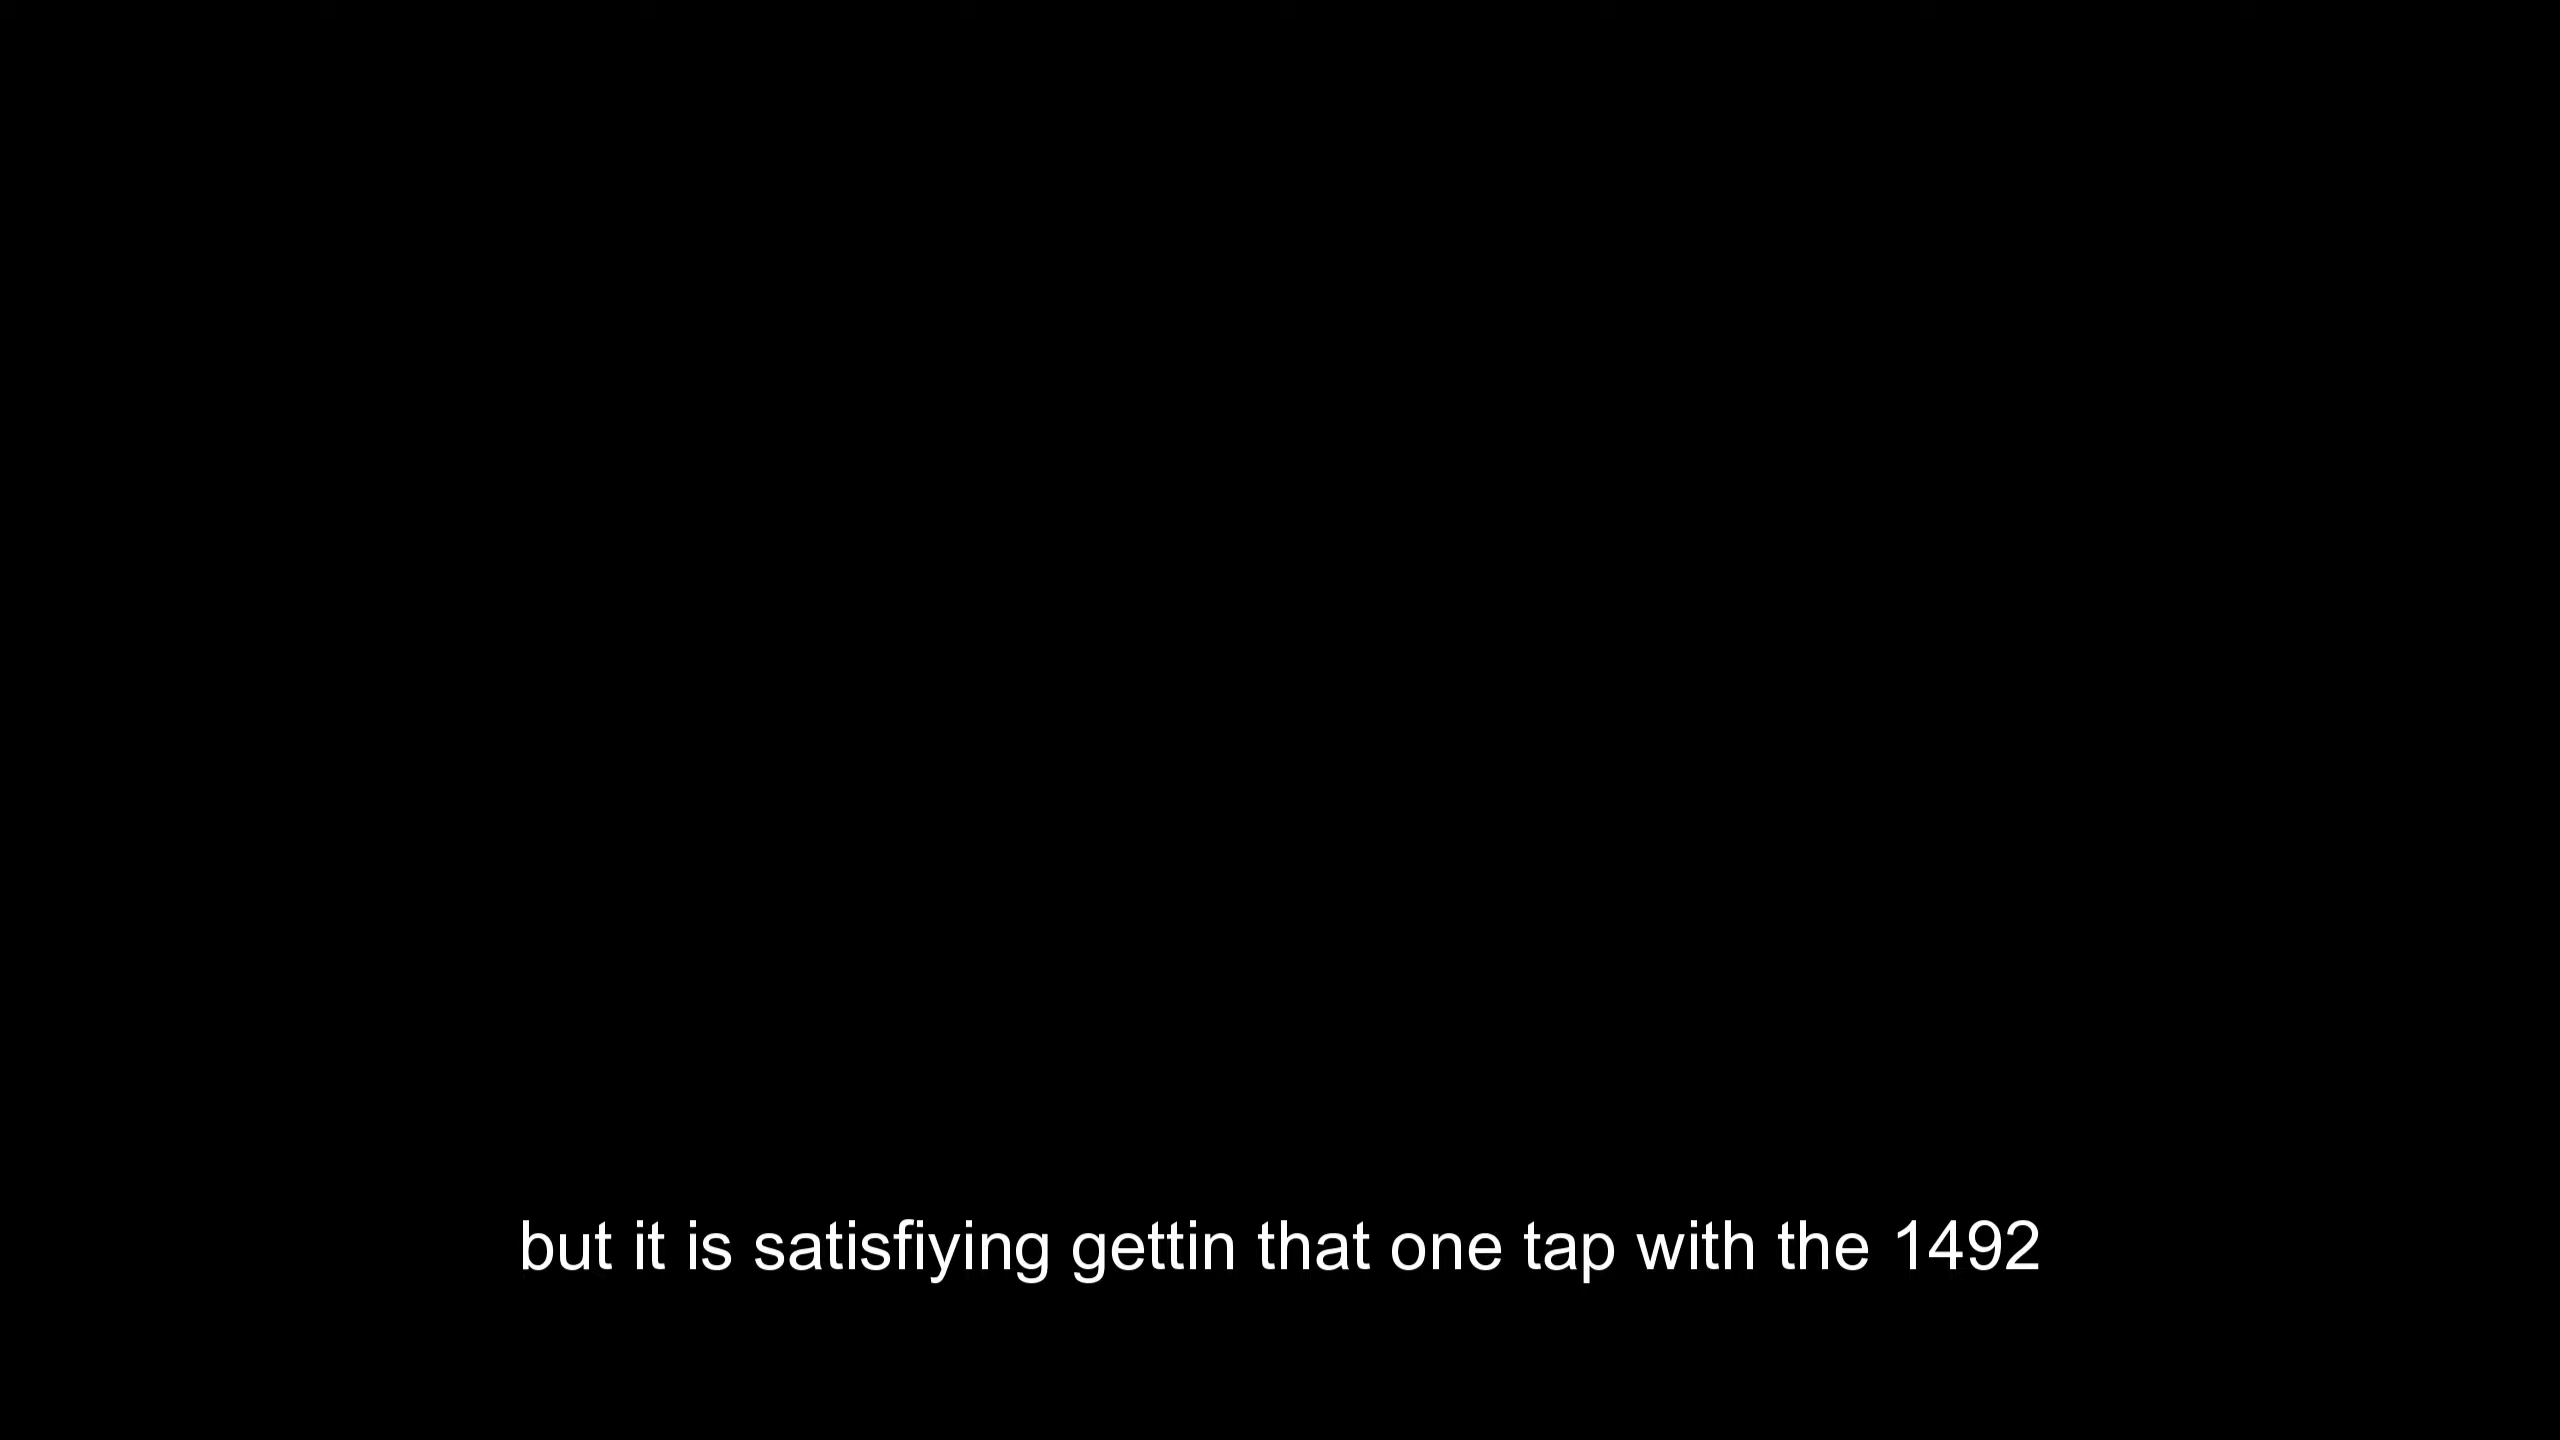 but it is satisfiying gettin that one tap with the 1492